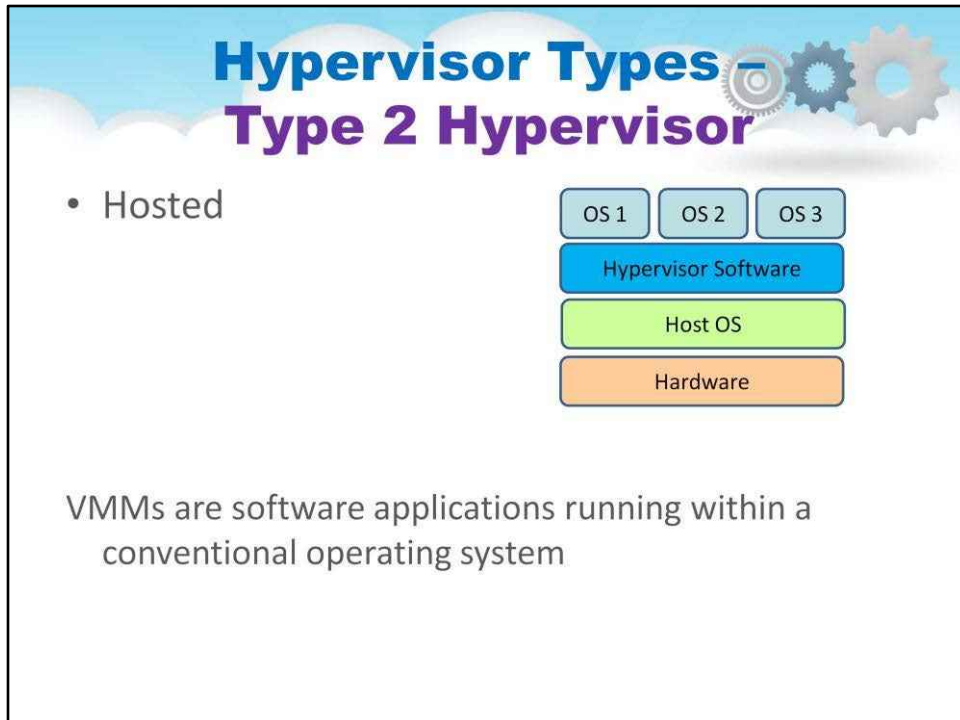 Hypervisor Types –
Type 2 Hypervisor
• Hosted
OS 1 OS 2 OS 3
Hypervisor Software
Host OS
Hardware
VMMs are software applications running within a
conventional operating system